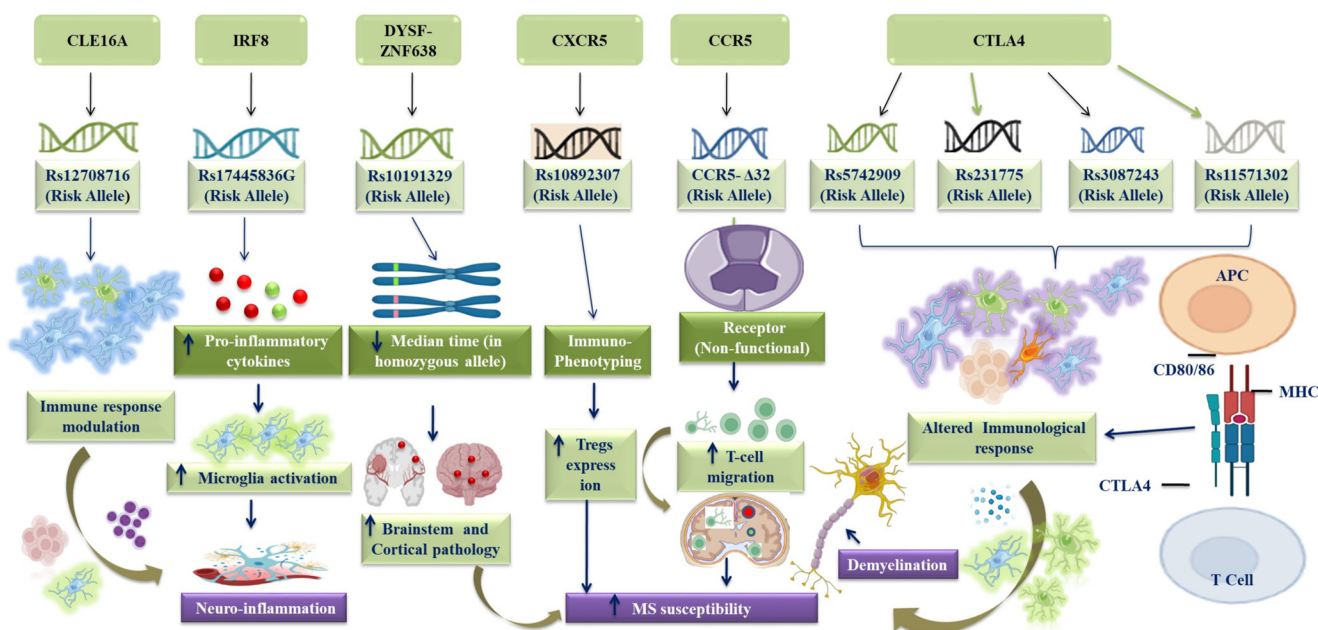 CLE16A
IRF8
DYSF-
ZNF638
CXCR5
CCR5
CTLA4
Rs12708716
(Risk Allele)
Rs17445836G
(Risk Allele)
Rs10191329
(Risk Allele)
Rs10892307
(Risk Allele)
CCR5- Δ32
(Risk Allele)
Rs5742909
(Risk Allele)
Rs231775
(Risk Allele)
Rs3087243
(Risk Allele)
Rs11571302
(Risk Allele)
Pro-inflammatory
cytokines
Median time (in
homozygous allele)
Immuno-
Phenotyping
Receptor
(Non-functional)
APC
CD80/86
MHC
CTLA4
T Cell
Immune response
modulation
Microglia activation
Brainstem and
Cortical pathology
Tregs
express
ion
T-cell
migration
Altered Immunological
response
Demyelination
Neuro-inflammation
MS susceptibility